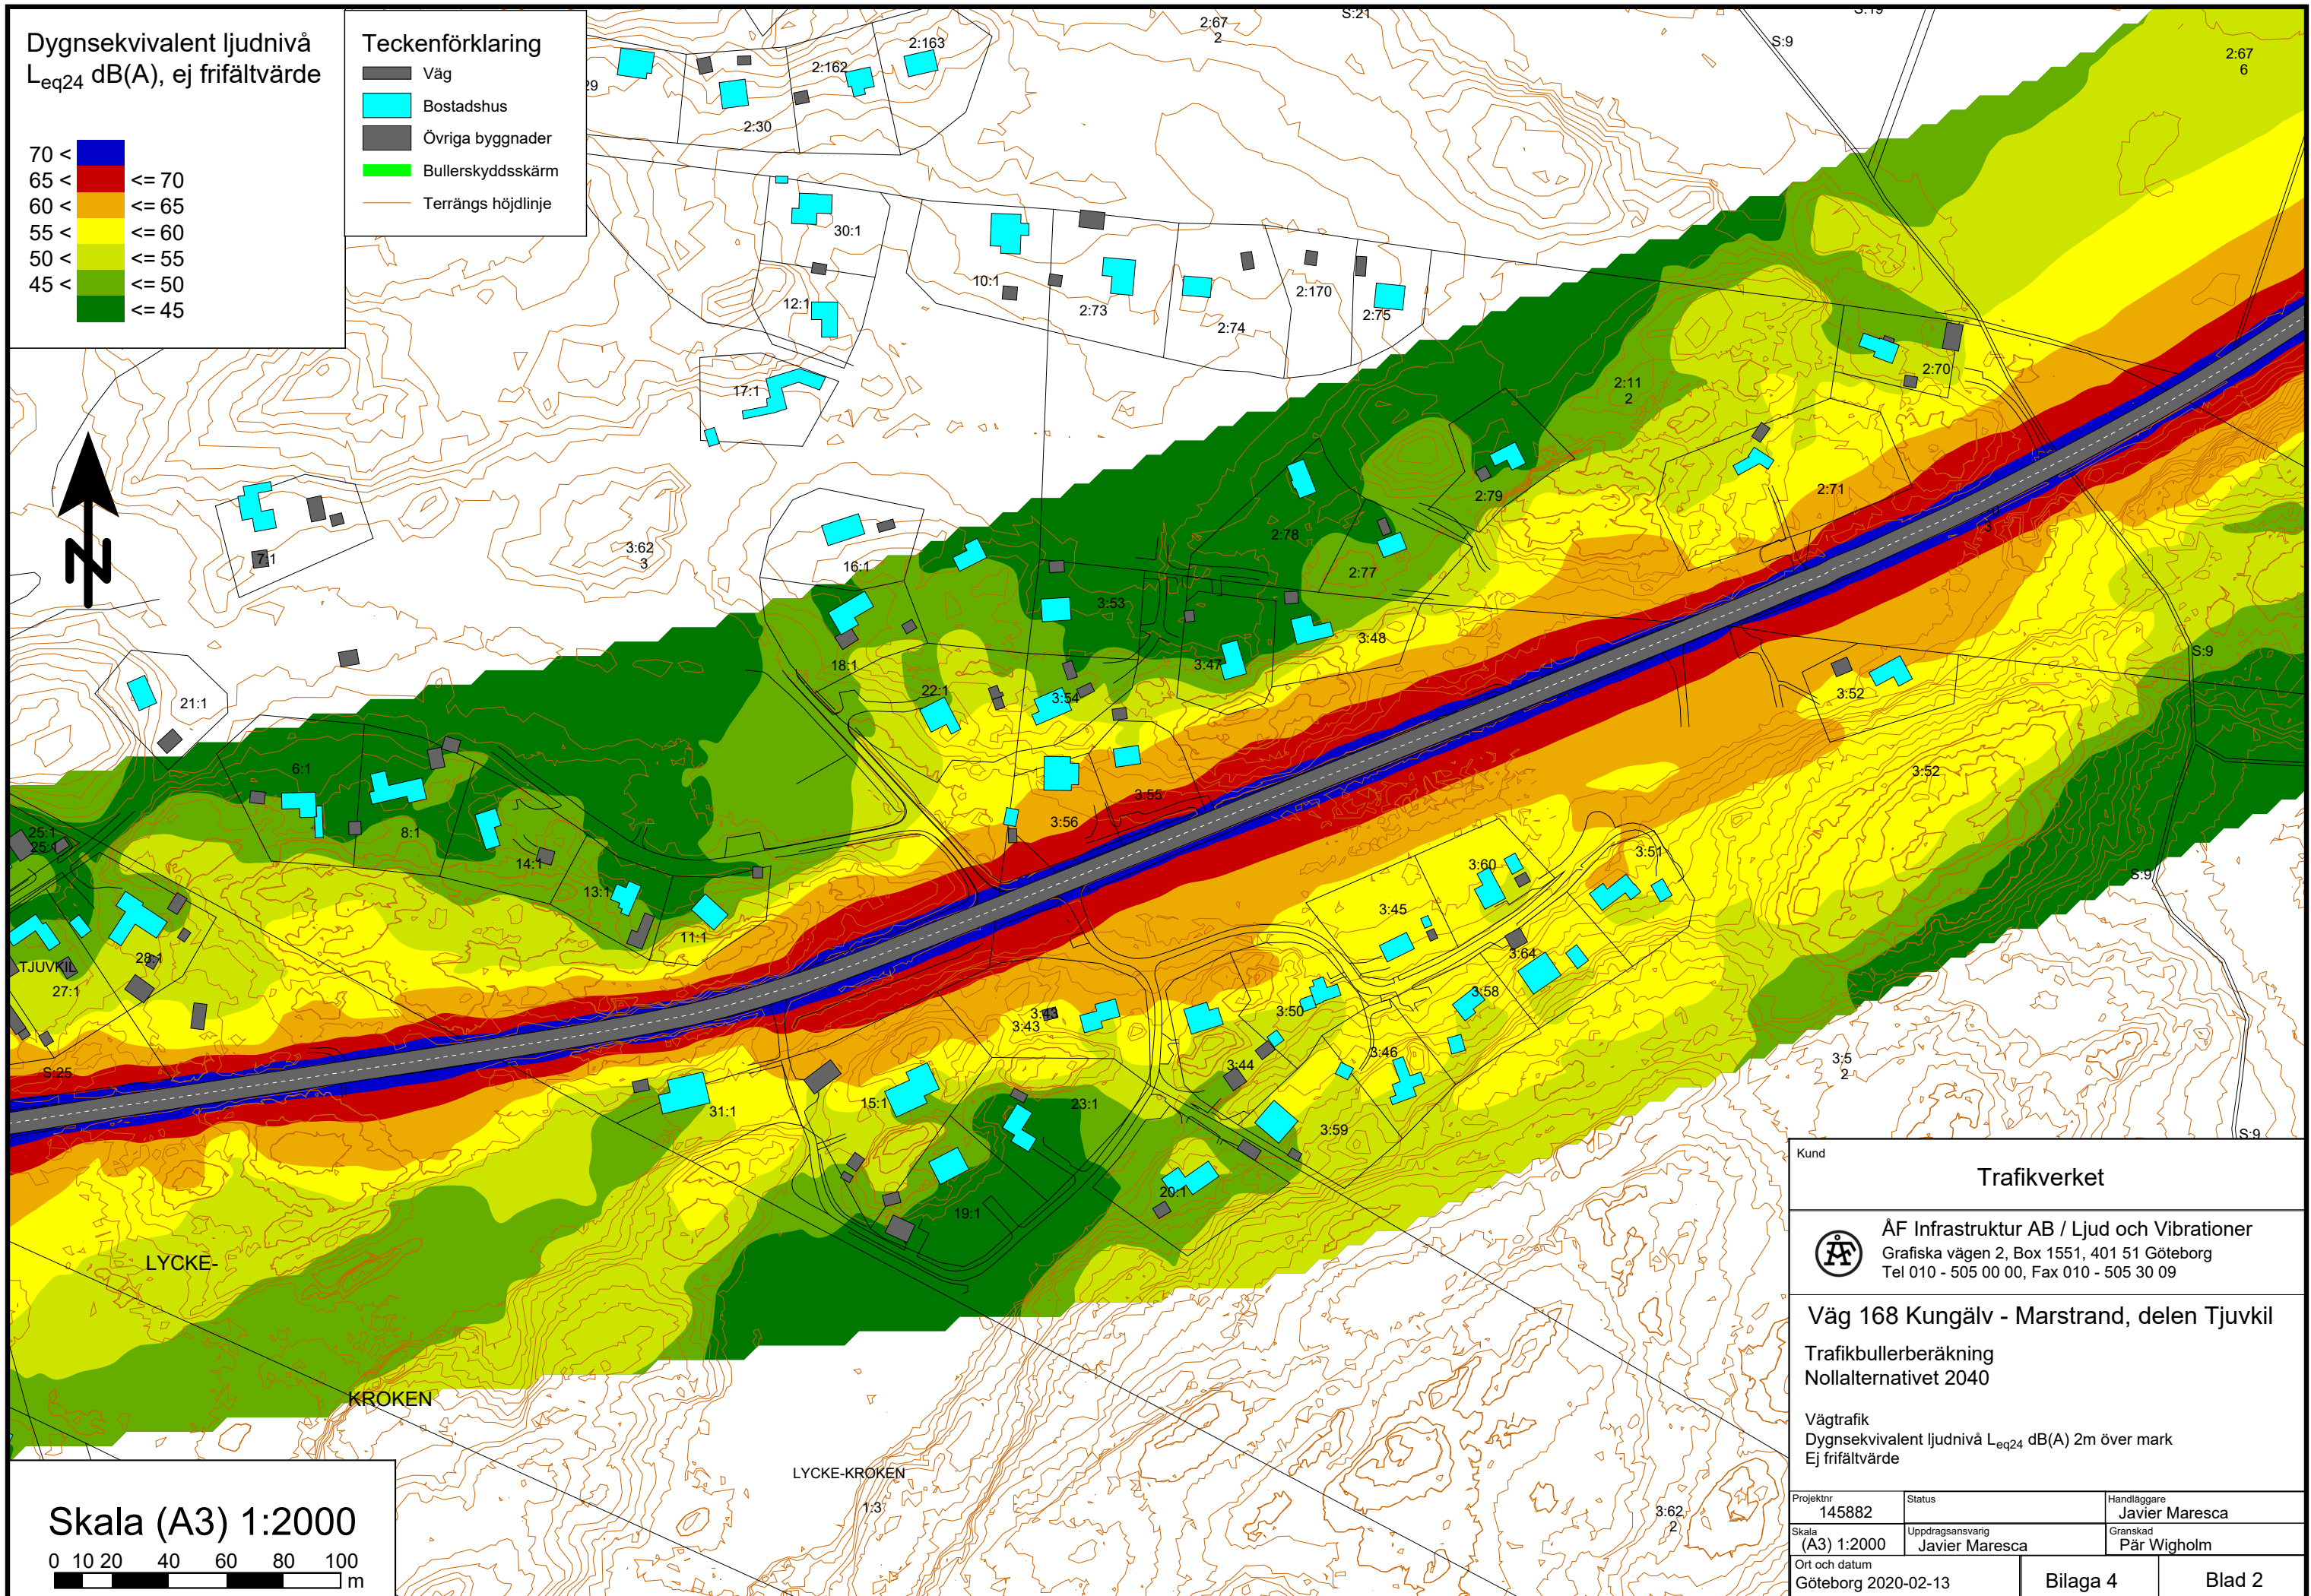 Dygnsekvivalent ljudnivå
Leq24 dB(A), ej frifältvärde
70 <
65 < <= 70
60 < <= 65
55 < <= 60
50 < <= 55
45 < <= 50
<= 45
Teckenförklaring
Väg
Bostadshus
Övriga byggnader
Bullerskyddsskärm
Terrängs höjdlinje
N
S:21
S:19
S:9
2:67
2
2:67
6
2:163
2:162
29
2:30
30:1
12:1
10:1
2:73
2:74
2:170
2:75
17:1
2:11
2
2:70
2:71
3
2:79
2:78
2:77
7:1
3:62
3
16:1
3:53
3:48
3:47
18:1
22:1
3:54
21:1
S:9
3:52
3:52
6:1
8:1
14:1
13:1
11:1
3:55
3:56
25:1
25:1
28:1
TJUVKIL
27:1
S:25
3:60
3:51
3:45
3:64
3:58
3:50
3:46
3:44
3:43
3:43
3:59
S:9
31:1
15:1
23:1
19:1
20:1
3:5
2
S:9
LYCKE-
KROKEN
LYCKE-KROKEN
1:3
3:62
2
Skala (A3) 1:2000
0 10 20 40 60 80 100
m
Kund
Trafikverket
ÅF
ÅF Infrastruktur AB / Ljud och Vibrationer
Grafiska vägen 2, Box 1551, 401 51 Göteborg
Tel 010 - 505 00 00, Fax 010 - 505 30 09
Väg 168 Kungälv - Marstrand, delen Tjuvkil
Trafikbullerberäkning
Nollalternativet 2040
Vägtrafik
Dygnsekvivalent ljudnivå Leq24 dB(A) 2m över mark
Ej frifältvärde
Projektnr
145882
Status
Handläggare
Javier Maresca
Skala
(A3) 1:2000
Uppdragsansvarig
Javier Maresca
Granskad
Pär Wigholm
Ort och datum
Göteborg 2020-02-13
Bilaga 4
Blad 2